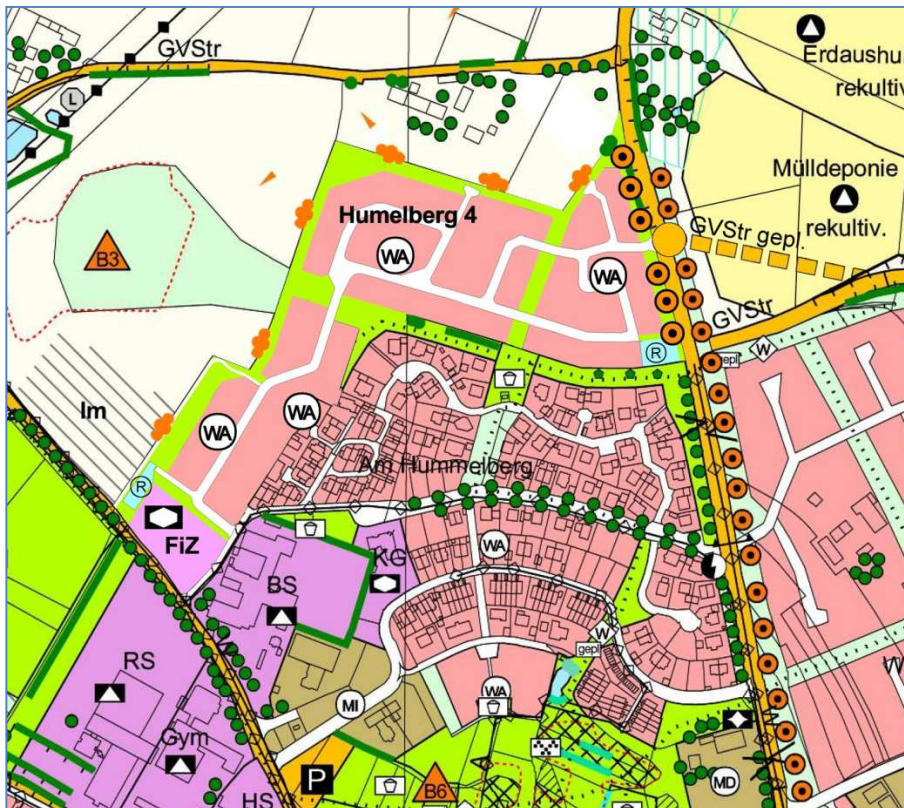 GVStr
Erdaushu
rekultiv.
L
Mülldeponie
rekultiv.
Humelberg 4
GVStr gepl.
B3
WA
WA
GVStr
R
gepl
W
Im
WA
WA
Am Hummelberg
R
FiZ
WA
KG
BS
W
gepl
RS
WA
W
MI
Gym
P
B6
MD
HS